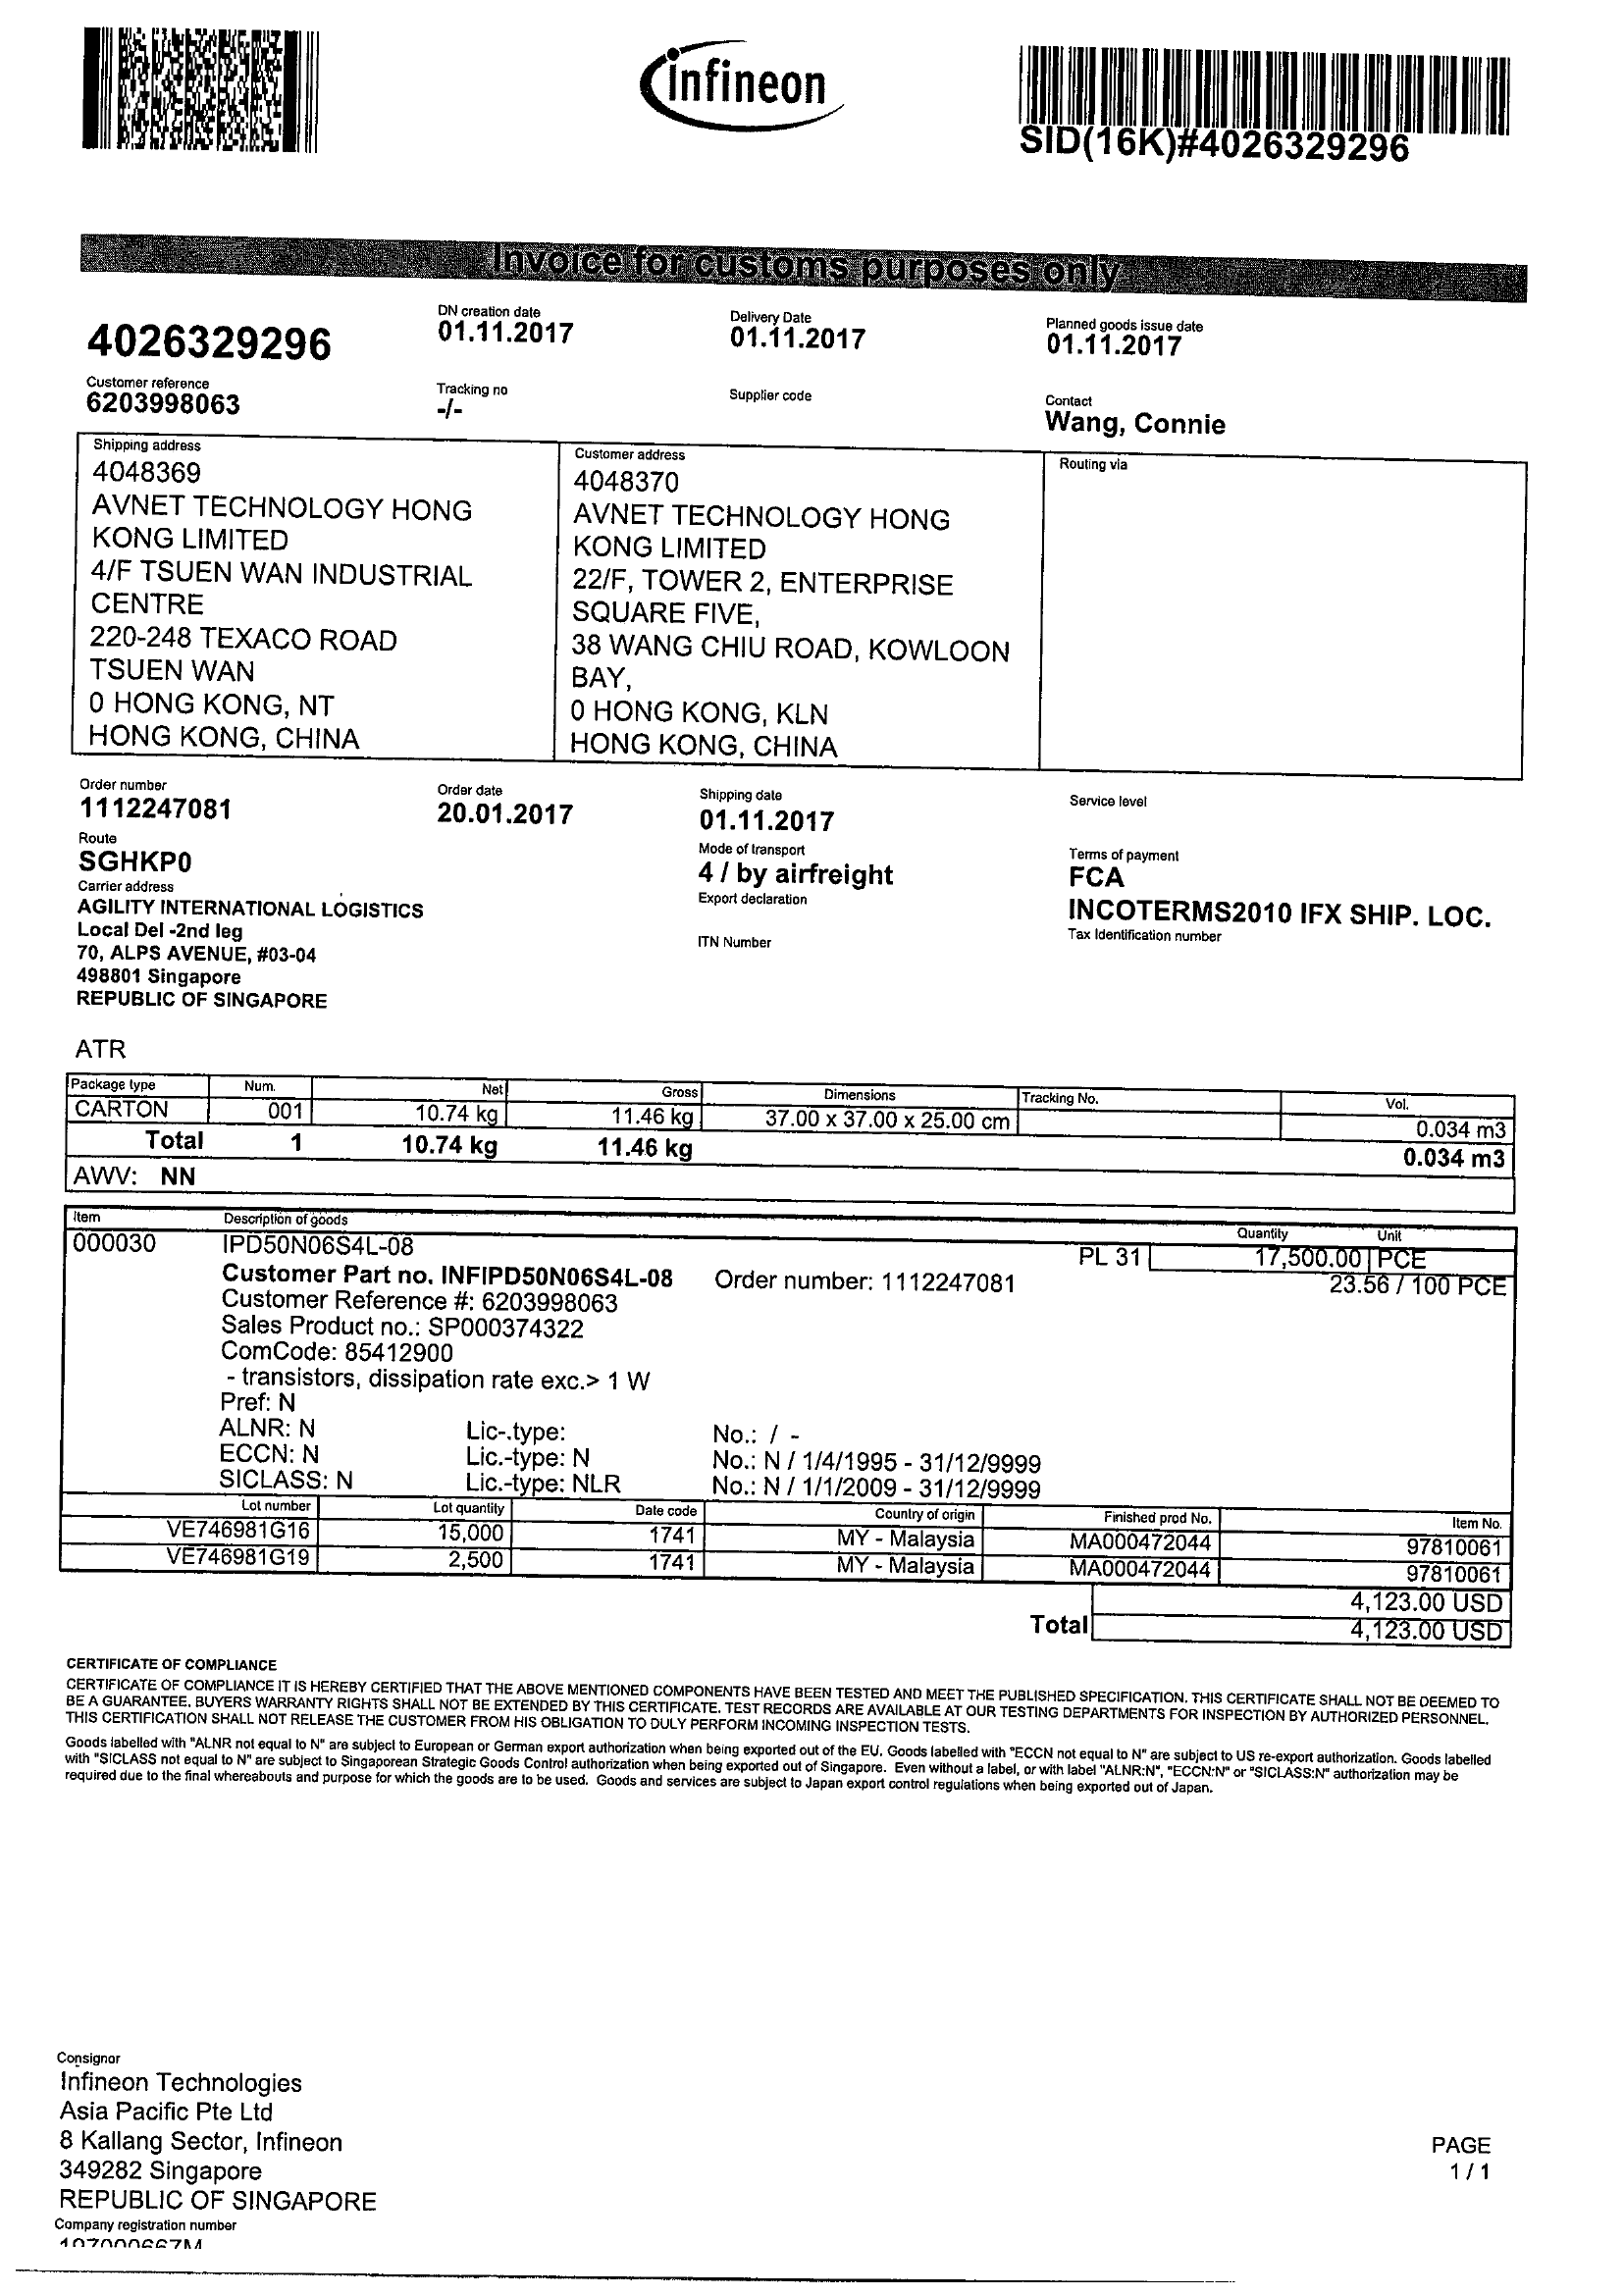 infineon
SID(16K)#4026329296
Invoice for customs purposes only
4026329296
DN creation date
01.11.2017
Delivery Date
01.11.2017
Planned goods issue date
01.11.2017
Customer reference
6203998063
Tracking no
-/-
Supplier code
Contact
Wang, Connie
Shipping address
4048369
AVNET TECHNOLOGY HONG
KONG LIMITED
4/F TSUEN WAN INDUSTRIAL
CENTRE
220-248 TEXACO ROAD
TSUEN WAN
0 HONG KONG, NT
HONG KONG, CHINA
Customer address
4048370
AVNET TECHNOLOGY HONG
KONG LIMITED
22/F, TOWER 2, ENTERPRISE
SQUARE FIVE,
38 WANG CHIU ROAD, KOWLOON
BAY,
0 HONG KONG, KLN
HONG KONG, CHINA
Routing via
Order number
1112247081
Order date
20.01.2017
Shipping date
01.11.2017
Service level
Route
SGHKP0
Mode of transport
4 / by airfreight
Terms of payment
FCA
INCOTERMS2010 IFX SHIP. LOC.
Carrier address
AGILITY INTERNATIONAL LOGISTICS
Local Del -2nd leg
70, ALPS AVENUE, #03-04
498801 Singapore
REPUBLIC OF SINGAPORE
Export declaration
ITN Number
Tax Identification number
ATR
Package type Num. Net Gross Dimensions Tracking No. Vol.
CARTON 001 10.74 kg 11.46 kg 37.00 x 37.00 x 25.00 cm 0.034 m3
Total 1 10.74 kg 11.46 kg 0.034 m3
AWV: NN
Item Description of goods Quantity Unit
000030 IPD50N06S4L-08 PL 31 17,500.00 PCE
Customer Part no. INFIPD50N06S4L-08 Order number: 1112247081 23.56 / 100 PCE
Customer Reference #: 6203998063
Sales Product no.: SP000374322
ComCode: 85412900
- transistors, dissipation rate exc.> 1 W
Pref: N
ALNR: N Lic-.type: No.: / -
ECCN: N Lic.-type: N No.: N / 1/4/1995 - 31/12/9999
SICLASS: N Lic.-type: NLR No.: N / 1/1/2009 - 31/12/9999
Lot number Lot quantity Date code Country of origin Finished prod No. Item No.
VE746981G16 15,000 1741 MY - Malaysia MA000472044 97810061
VE746981G19 2,500 1741 MY - Malaysia MA000472044 97810061
4,123.00 USD
Total 4,123.00 USD
CERTIFICATE OF COMPLIANCE
CERTIFICATE OF COMPLIANCE IT IS HEREBY CERTIFIED THAT THE ABOVE MENTIONED COMPONENTS HAVE BEEN TESTED AND MEET THE PUBLISHED SPECIFICATION. THIS CERTIFICATE SHALL NOT BE DEEMED TO
BE A GUARANTEE. BUYERS WARRANTY RIGHTS SHALL NOT BE EXTENDED BY THIS CERTIFICATE. TEST RECORDS ARE AVAILABLE AT OUR TESTING DEPARTMENTS FOR INSPECTION BY AUTHORIZED PERSONNEL.
THIS CERTIFICATION SHALL NOT RELEASE THE CUSTOMER FROM HIS OBLIGATION TO DULY PERFORM INCOMING INSPECTION TESTS.
Goods labelled with "ALNR not equal to N" are subject to European or German export authorization when being exported out of the EU. Goods labelled with "ECCN not equal to N" are subject to US re-export authorization. Goods labelled
with "SICLASS not equal to N" are subject to Singaporean Strategic Goods Control authorization when being exported out of Singapore. Even without a label, or with label "ALNR:N", "ECCN:N" or "SICLASS:N" authorization may be
required due to the final whereabouts and purpose for which the goods are to be used. Goods and services are subject to Japan export control regulations when being exported out of Japan.
Consignor
Infineon Technologies
Asia Pacific Pte Ltd
8 Kallang Sector, Infineon
349282 Singapore
REPUBLIC OF SINGAPORE
Company registration number
PAGE
1 / 1